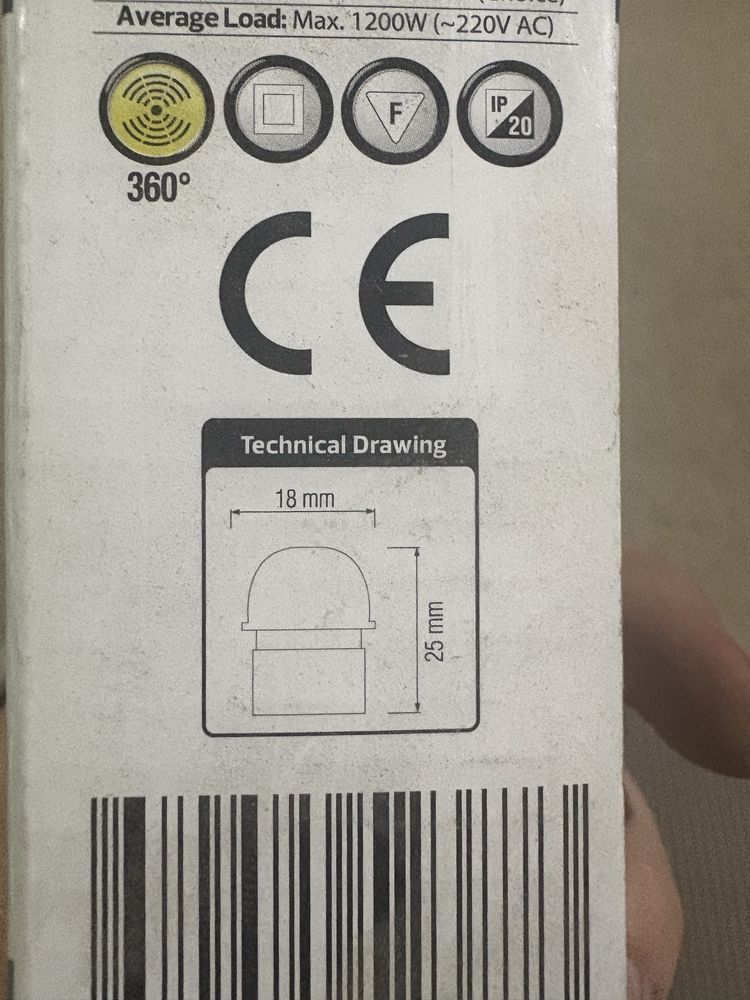 Average Load: Max. 1200W (~220V AC)
F
IP
20
360°
CE
Technical Drawing
18 mm
25 mm